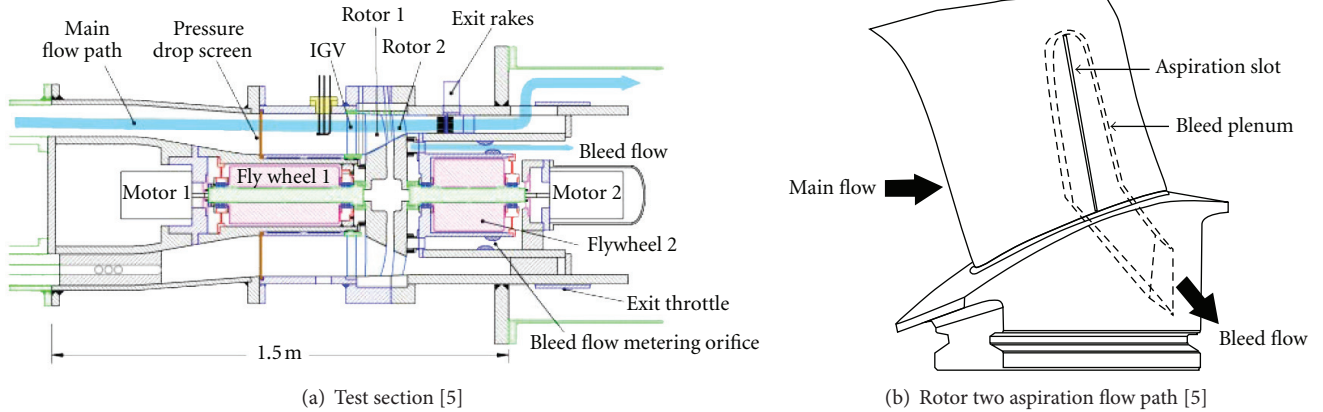 Main
flow path
Pressure
drop screen
IGV
Rotor 1
Rotor 2
Exit rakes
Bleed flow
Motor 1
Fly wheel 1
Motor 2
Flywheel 2
Exit throttle
Bleed flow metering orifice
1.5 m
(a) Test section [5]
Aspiration slot
Bleed plenum
Main flow
Bleed flow
(b) Rotor two aspiration flow path [5]